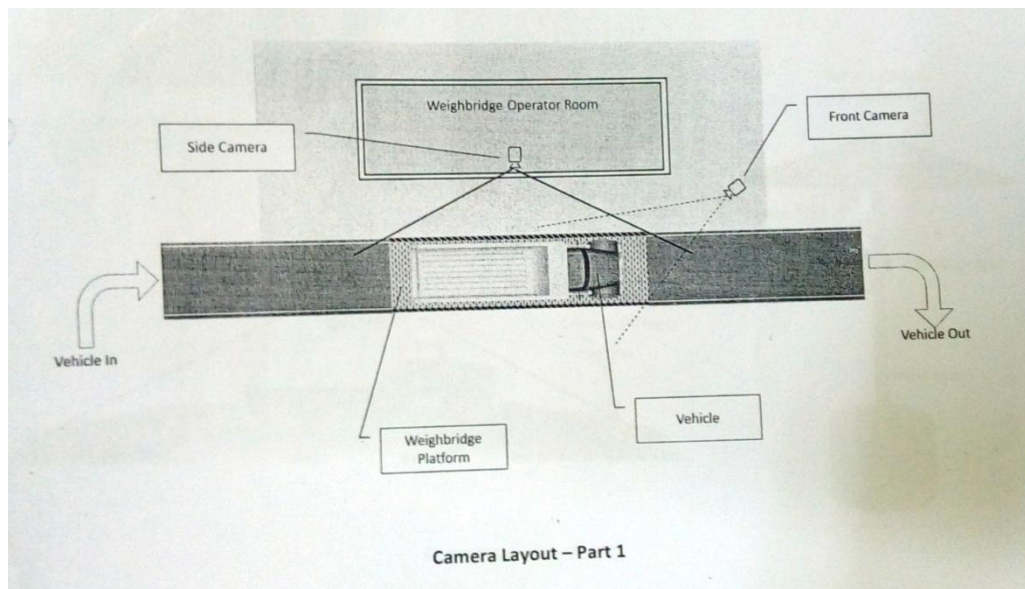 Weighbridge Operator Room
Front Camera
Side Camera
Vehicle In
Vehicle Out
Vehicle
Weighbridge
Platform
Camera Layout – Part 1